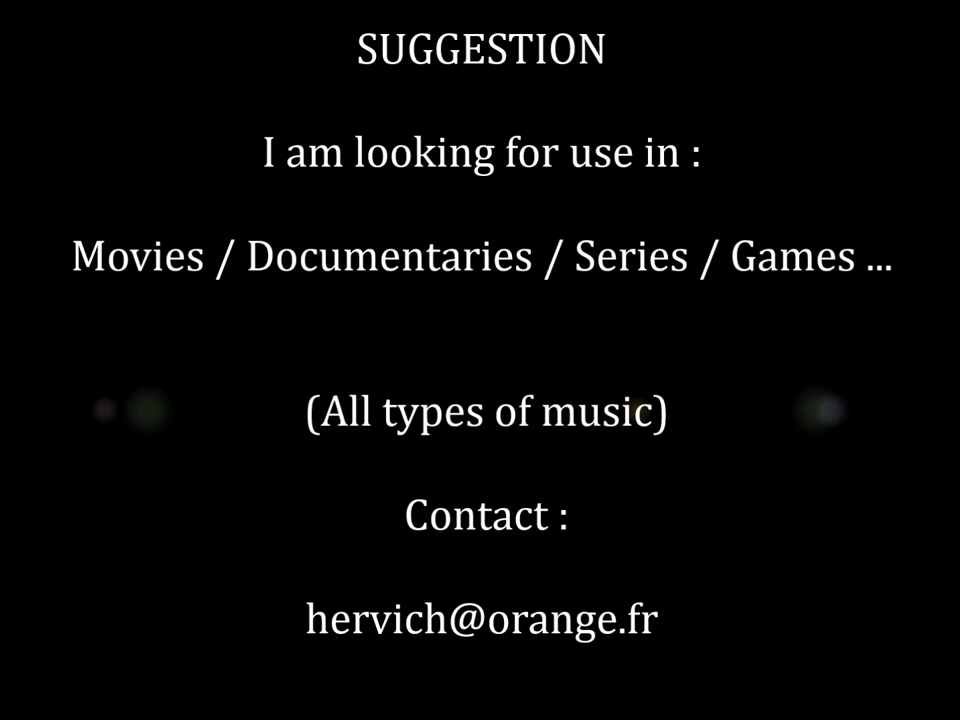 SUGGESTION
I am looking for use in :
Movies / Documentaries / Series / Games ...
(All types of music)
Contact :
hervich@orange.fr